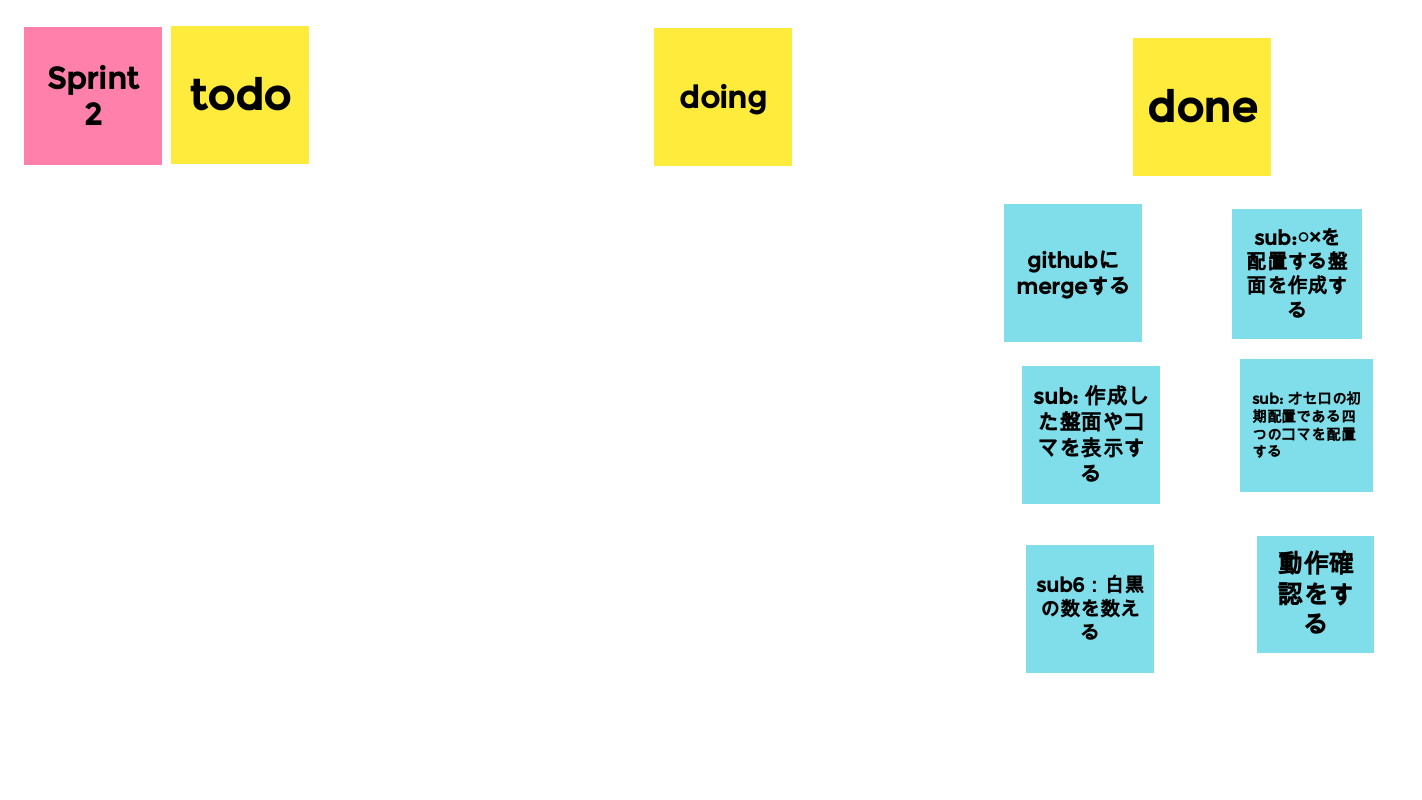 Sprint
2
todo
doing
done
githubに
mergeする
sub:○×を
配置する盤
面を作成す
る
sub: 作成し
た盤面やコ
マを表示す
る
sub: オセロの初
期配置である四
つのコマを配置
する
sub6：白黒
の数を数え
る
動作確
認をす
る